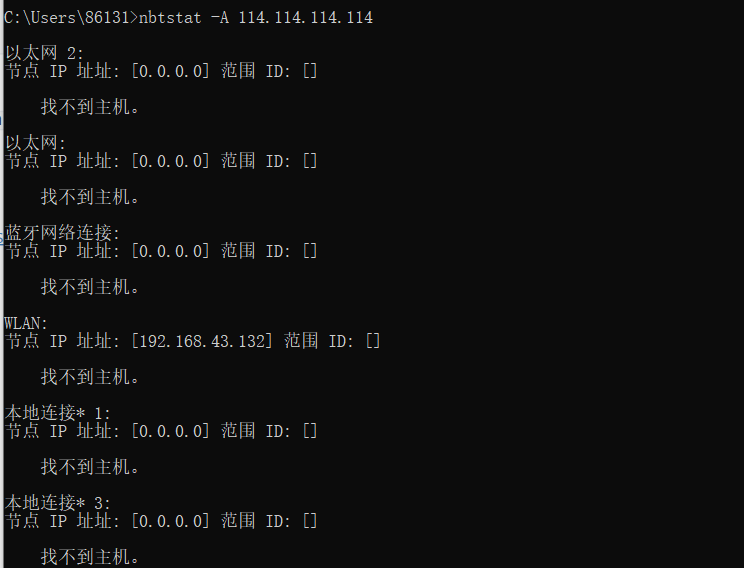 C:\Users\86131>nbtstat -A 114.114.114.114
以太网 2:
节点 IP 址址: [0.0.0.0] 范围 ID: []
找不到主机。
以太网:
节点 IP 址址: [0.0.0.0] 范围 ID: []
找不到主机。
蓝牙网络连接:
节点 IP 址址: [0.0.0.0] 范围 ID: []
找不到主机。
WLAN:
节点 IP 址址: [192.168.43.132] 范围 ID: []
找不到主机。
本地连接* 1:
节点 IP 址址: [0.0.0.0] 范围 ID: []
找不到主机。
本地连接* 3:
节点 IP 址址: [0.0.0.0] 范围 ID: []
找不到主机。